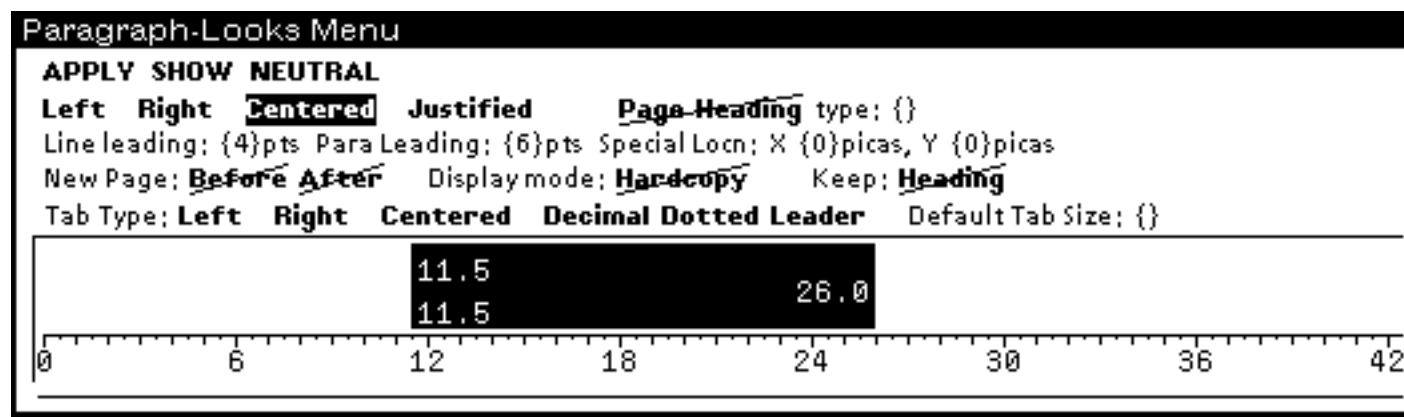 Paragraph-Looks Menu
APPLY SHOW NEUTRAL
Left Right Centered Justified Page Heading type: {}
Line leading: {4}pts Para Leading: {6}pts Special Locn: X {0}picas, Y {0}picas
New Page: Before After Display mode: Hardcopy Keep: Heading
Tab Type: Left Right Centered Decimal Dotted Leader Default Tab Size: {}
11.5
26.0
11.5
0 6 12 18 24 30 36 42